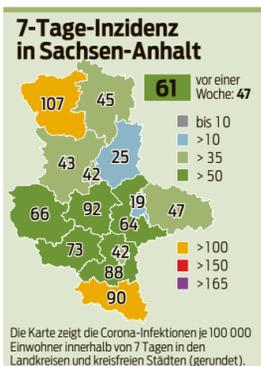 7-Tage-Inzidenz
in Sachsen-Anhalt
61
vor einer
Woche: 47
107
45
bis 10
>10
> 35
> 50
25
43
42
66
92
19
64
47
73
42
88
90
>100
>150
>165
Die Karte zeigt die Corona-Infektionen je 100 000
Einwohner innerhalb von 7 Tagen in den
Landkreisen und kreisfreien Städten (gerundet).